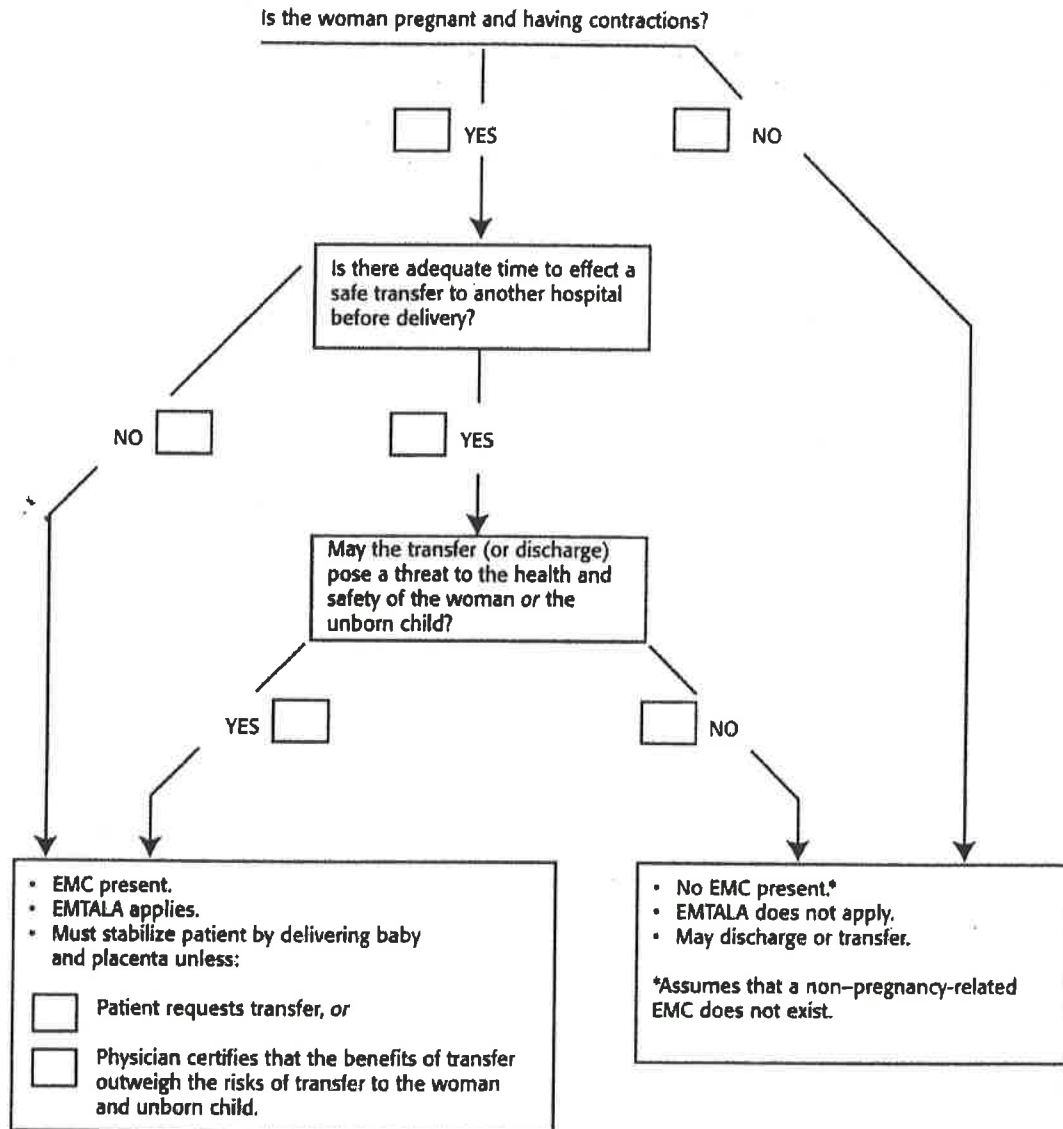 Is the woman pregnant and having contractions?
YES
NO
Is there adequate time to effect a
safe transfer to another hospital
before delivery?
NO
YES
May the transfer (or discharge)
pose a threat to the health and
safety of the woman or the
unborn child?
YES
NO
• EMC present.
• EMTALA applies.
• Must stabilize patient by delivering baby
and placenta unless:
Patient requests transfer, or
Physician certifies that the benefits of transfer
outweigh the risks of transfer to the woman
and unborn child.
• No EMC present.*
• EMTALA does not apply.
• May discharge or transfer.
*Assumes that a non–pregnancy-related
EMC does not exist.